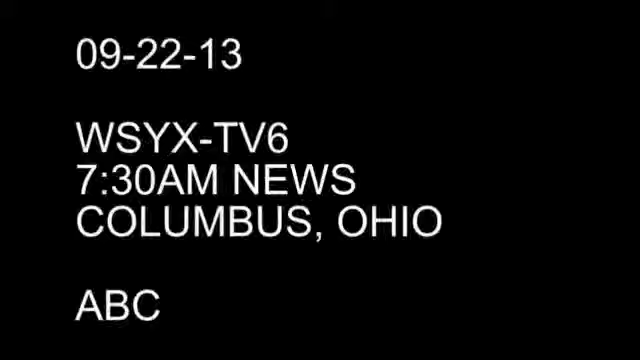 09-22-13
WSYX-TV6
7:30AM NEWS
COLUMBUS, OHIO
ABC